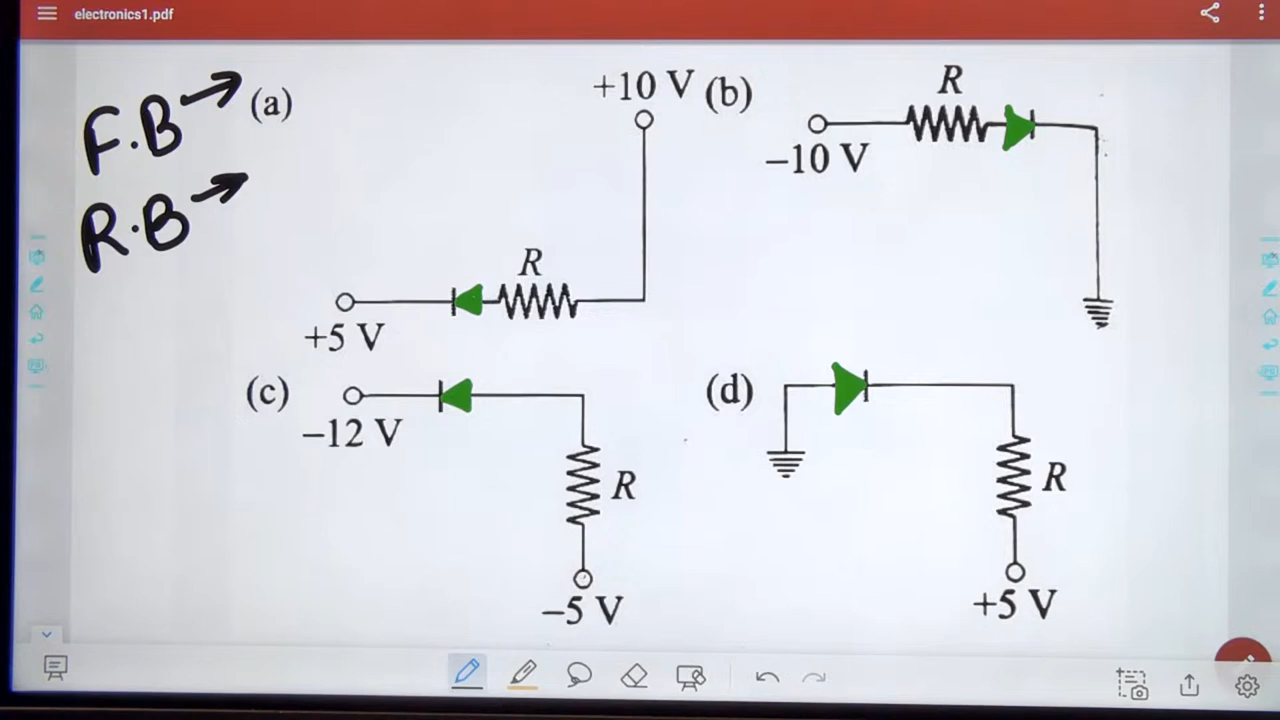 electronics1.pdf
F.B →
R.B →
(a)
+10 V
R
+5 V
(b)
R
−10 V
(c)
−12 V
R
−5 V
(d)
R
+5 V